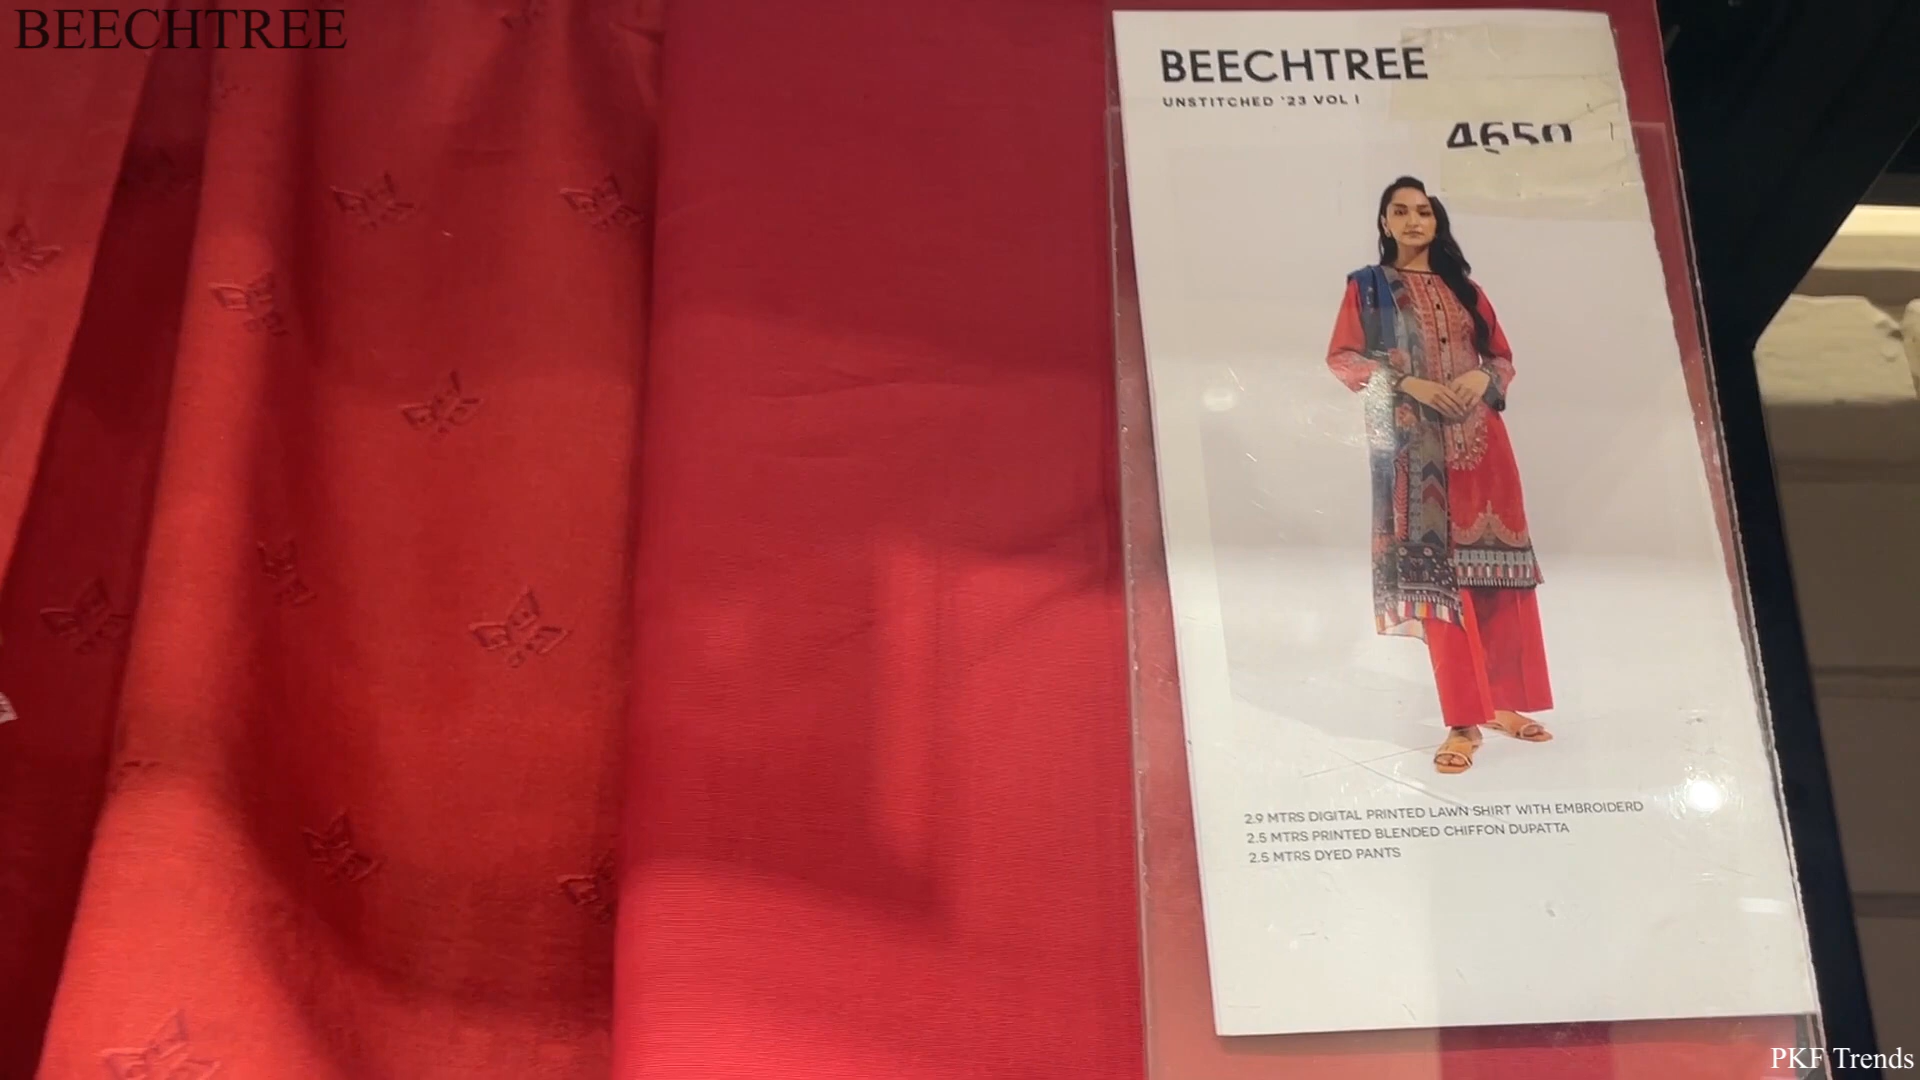 BEECHTREE
BEECHTREE
UNSTITCHED '23 VOL I
4650
2.9 MTRS DIGITAL PRINTED LAWN SHIRT WITH EMBROIDERD
2.5 MTRS PRINTED BLENDED CHIFFON DUPATTA
2.5 MTRS DYED PANTS
PKF Trends